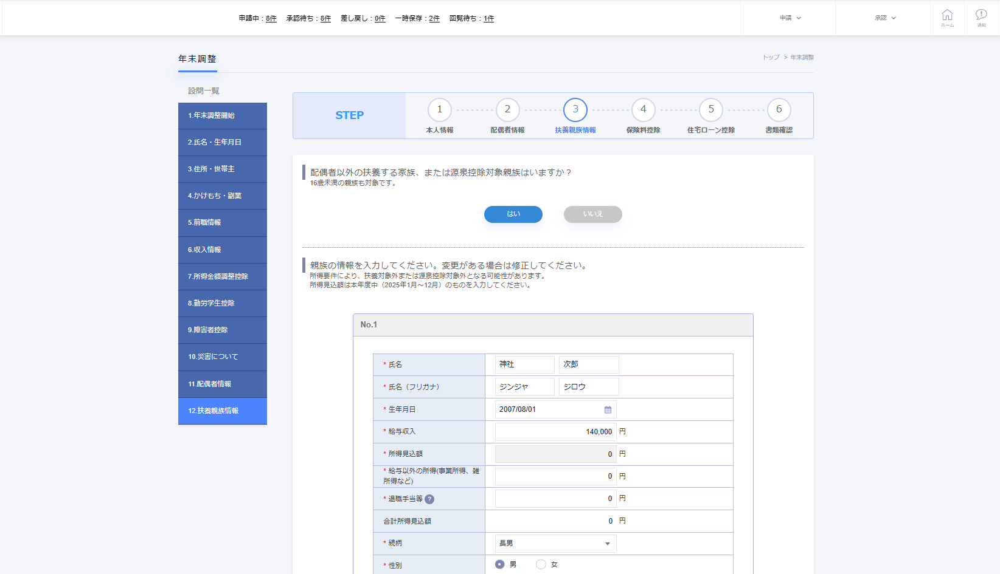 申請中：8件 承認待ち：8件 差し戻し：0件 一時保存：2件 回覧待ち：1件
申請
承認
ホーム
通知
年末調整
トップ > 年末調整
設問一覧
1.年末調整開始
2.氏名・生年月日
3.住所・世帯主
4.かけもち・副業
5.前職情報
6.収入情報
7.所得金額調整控除
8.勤労学生控除
9.障害者控除
10.災害について
11.配偶者情報
12.扶養親族情報
STEP
1 2 3 4 5 6
本人情報 配偶者情報 扶養親族情報 保険料控除 住宅ローン控除 書類確認
配偶者以外の扶養する家族、または源泉控除対象親族はいますか？
16歳未満の親族も対象です。
はい いいえ
親族の情報を入力してください。変更がある場合は修正してください。
所得要件により、扶養対象外または源泉控除対象外となる可能性があります。
所得見込額は本年度中（2025年1月～12月）のものを入力してください。
No.1
* 氏名 神社 次郎
* 氏名（フリガナ） ジンジャ ジロウ
* 生年月日 2007/08/01
* 給与収入 140,000 円
* 所得見込額 0 円
* 給与以外の所得(事業所得、雑
所得など) 0 円
* 退職手当等 ? 0 円
合計所得見込額 0 円
* 続柄 長男
* 性別 男 女